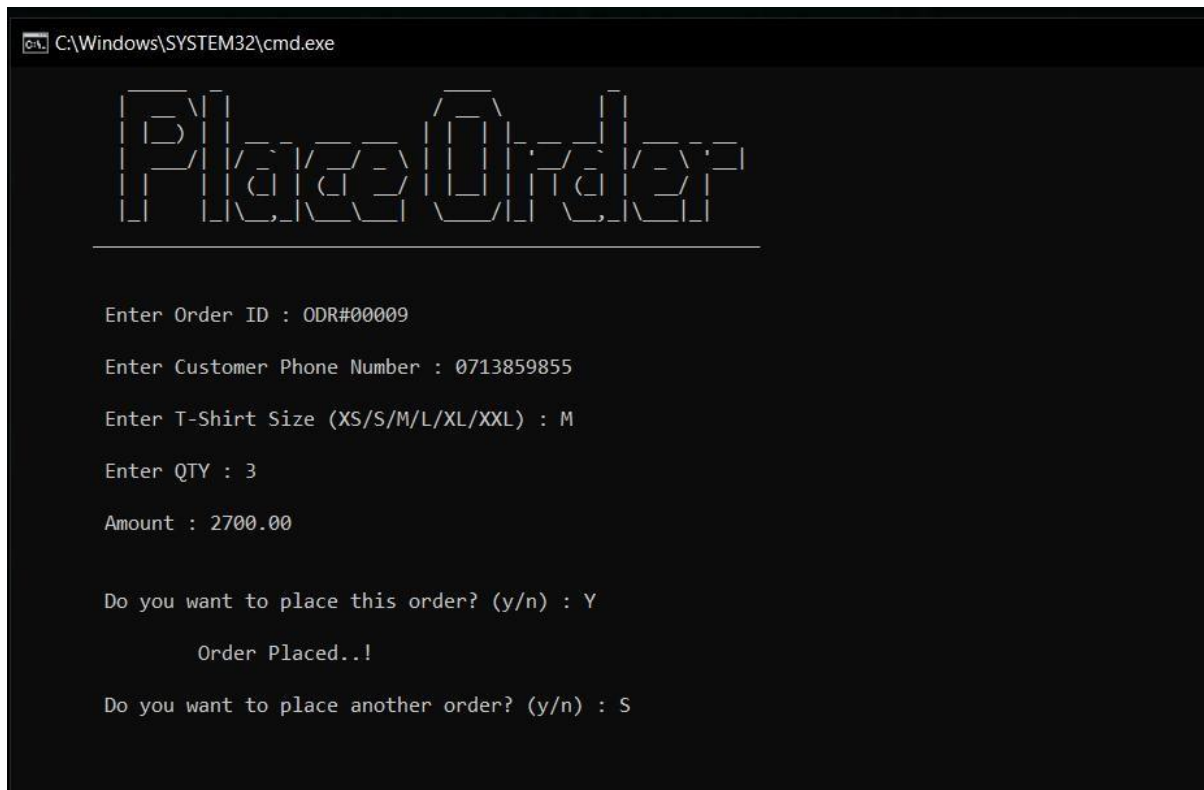 C:\Windows\SYSTEM32\cmd.exe
Place Order
Enter Order ID : ODR#00009
Enter Customer Phone Number : 0713859855
Enter T-Shirt Size (XS/S/M/L/XL/XXL) : M
Enter QTY : 3
Amount : 2700.00
Do you want to place this order? (y/n) : Y
Order Placed..!
Do you want to place another order? (y/n) : S